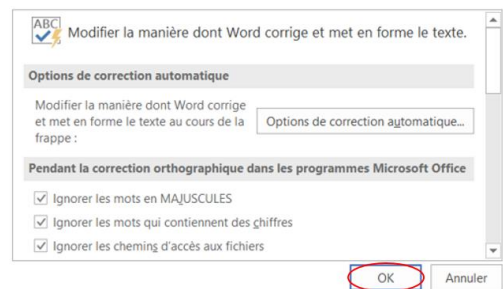 ABC
Modifier la manière dont Word corrige et met en forme le texte.
Options de correction automatique
Modifier la manière dont Word corrige
et met en forme le texte au cours de la
frappe :
Options de correction automatique...
Pendant la correction orthographique dans les programmes Microsoft Office
Ignorer les mots en MAJUSCULES
Ignorer les mots qui contiennent des chiffres
Ignorer les chemins d'accès aux fichiers
OK Annuler